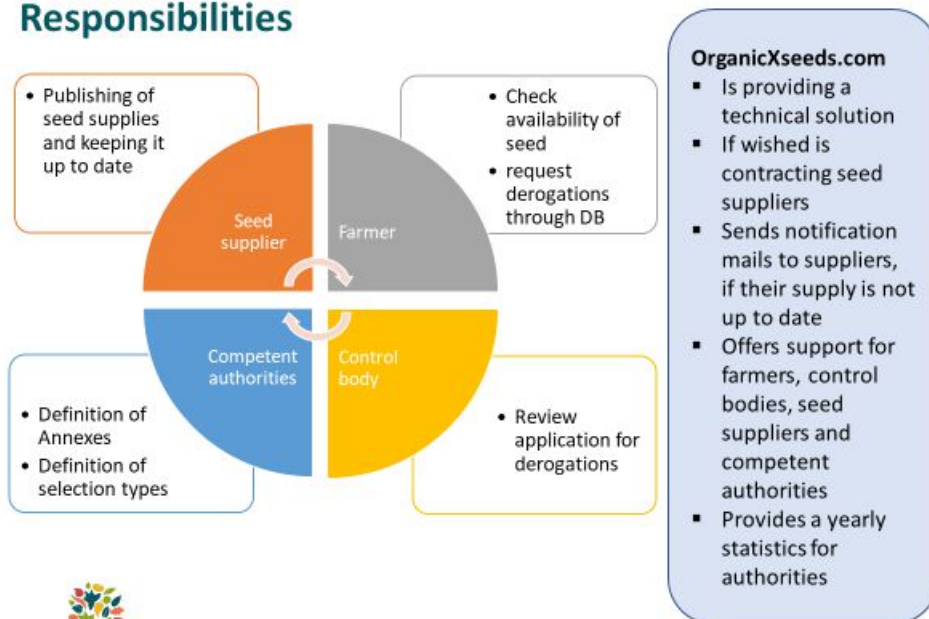 Responsibilities
• Publishing of
seed supplies
and keeping it
up to date
• Check
availability of
seed
• request
derogations
through DB
Seed
supplier
Farmer
Competent
authorities
Control
body
• Definition of
Annexes
• Definition of
selection types
• Review
application for
derogations
OrganicXseeds.com
▪ Is providing a
technical solution
▪ If wished is
contracting seed
suppliers
▪ Sends notification
mails to suppliers,
if their supply is not
up to date
▪ Offers support for
farmers, control
bodies, seed
suppliers and
competent
authorities
▪ Provides a yearly
statistics for
authorities